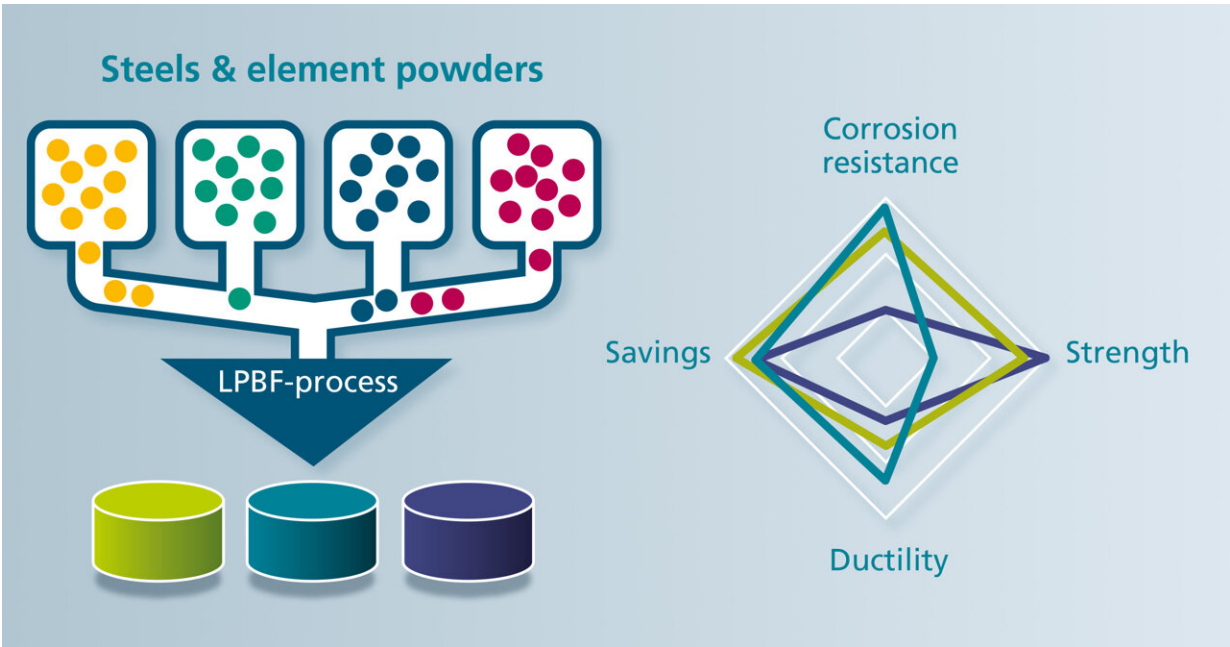 Steels & element powders
LPBF-process
Corrosion
resistance
Savings
Strength
Ductility